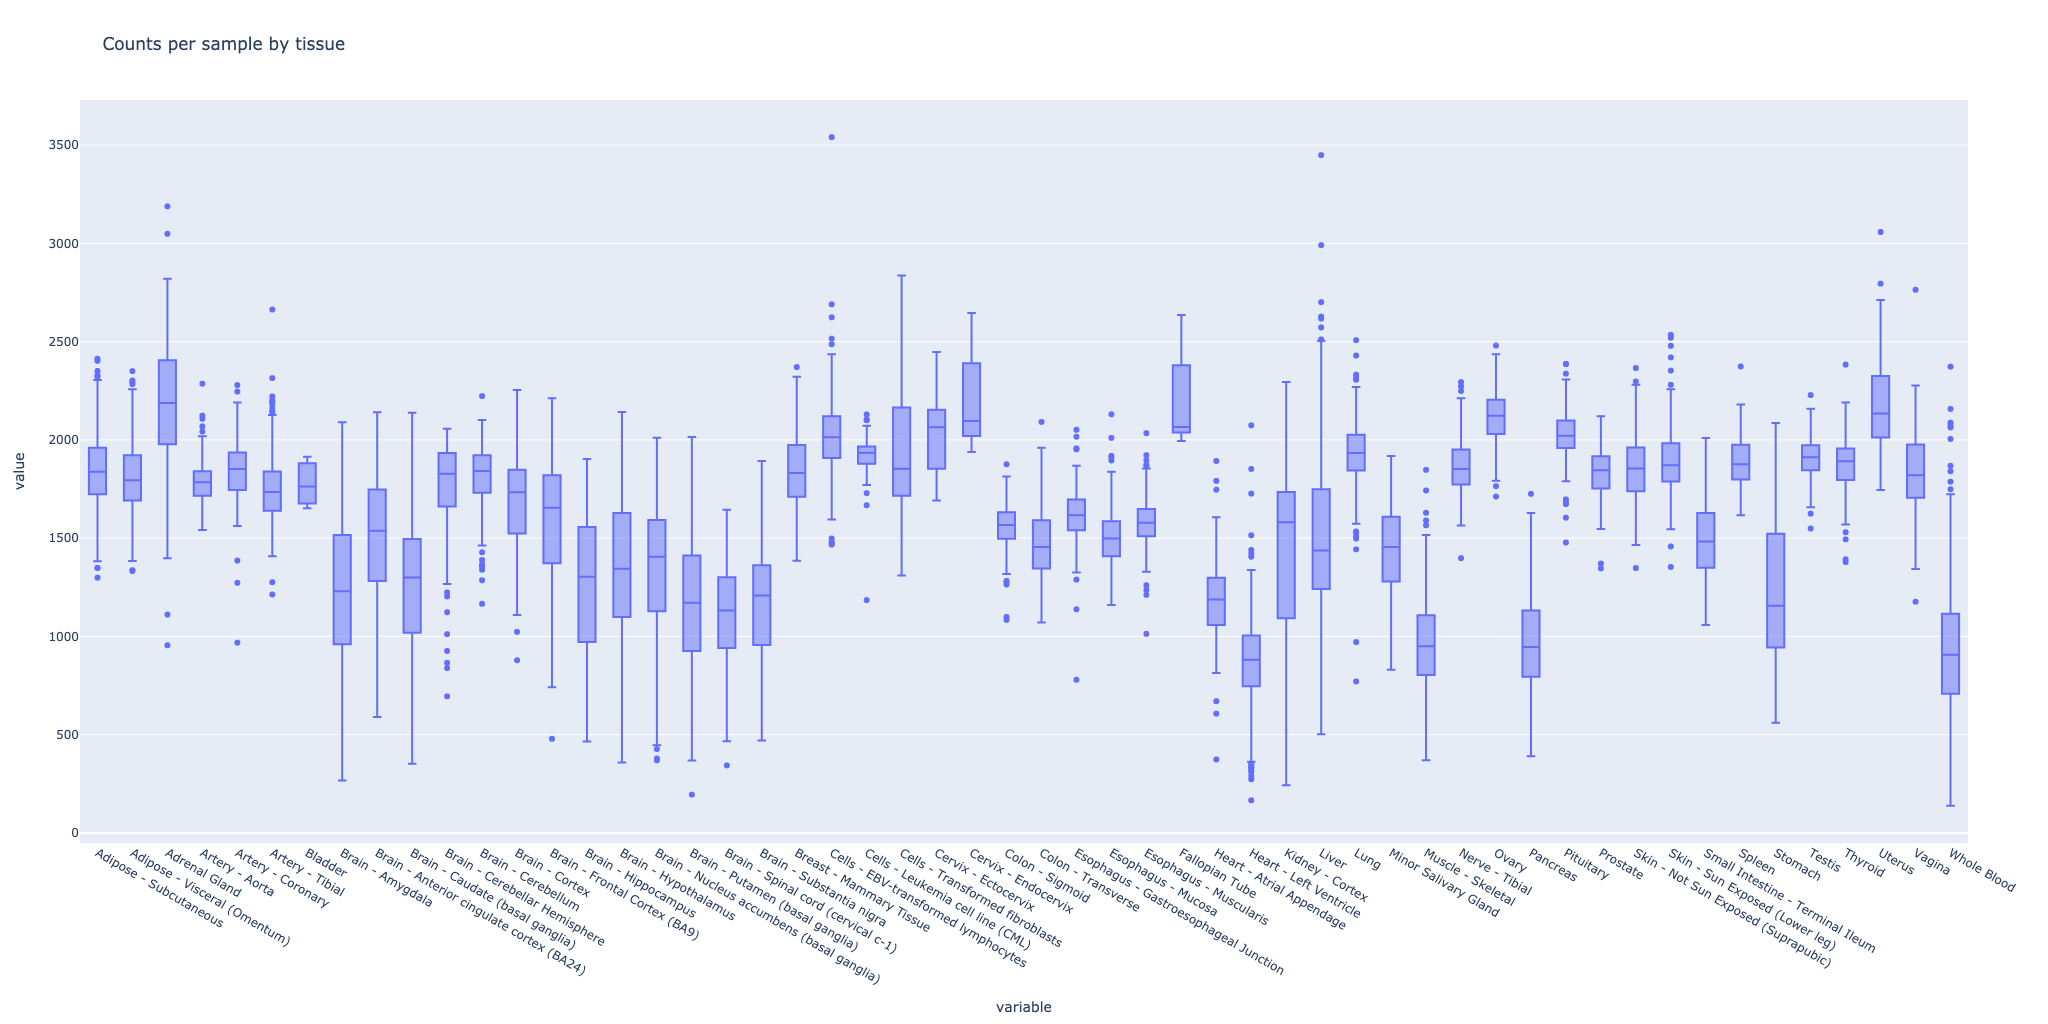 Counts per sample by tissue
3500
3000
2500
2000
1500
1000
500
0
value
Adipose - Subcutaneous
Adipose - Visceral (Omentum)
Adrenal Gland
Artery - Aorta
Artery - Coronary
Artery - Tibial
Bladder
Brain - Amygdala
Brain - Anterior cingulate cortex (BA24)
Brain - Caudate (basal ganglia)
Brain - Cerebellar Hemisphere
Brain - Cerebellum
Brain - Cortex
Brain - Frontal Cortex (BA9)
Brain - Hippocampus
Brain - Hypothalamus
Brain - Nucleus accumbens (basal ganglia)
Brain - Putamen (basal ganglia)
Brain - Spinal cord (cervical c-1)
Brain - Substantia nigra
Breast - Mammary Tissue
Cells - EBV-transformed lymphocytes
Cells - Leukemia cell line (CML)
Cells - Transformed fibroblasts
Cervix - Ectocervix
Cervix - Endocervix
Colon - Sigmoid
Colon - Transverse
Esophagus - Gastroesophageal Junction
Esophagus - Mucosa
Esophagus - Muscularis
Fallopian Tube
Heart - Atrial Appendage
Heart - Left Ventricle
Kidney - Cortex
Liver
Lung
Minor Salivary Gland
Muscle - Skeletal
Nerve - Tibial
Ovary
Pancreas
Pituitary
Prostate
Skin - Not Sun Exposed (Suprapubic)
Skin - Sun Exposed (Lower leg)
Small Intestine - Terminal Ileum
Spleen
Stomach
Testis
Thyroid
Uterus
Vagina
Whole Blood
variable